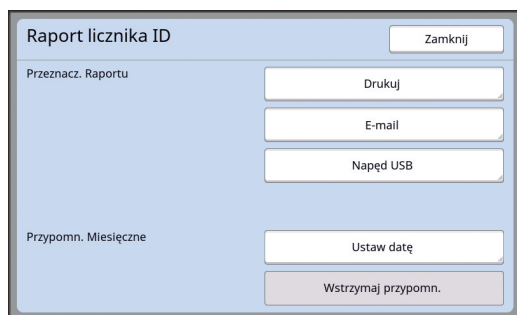 Raport licznika ID
Zamknij
Przeznacz. Raportu
Drukuj
E-mail
Napęd USB
Przypomn. Miesięczne
Ustaw datę
Wstrzymaj przypomn.